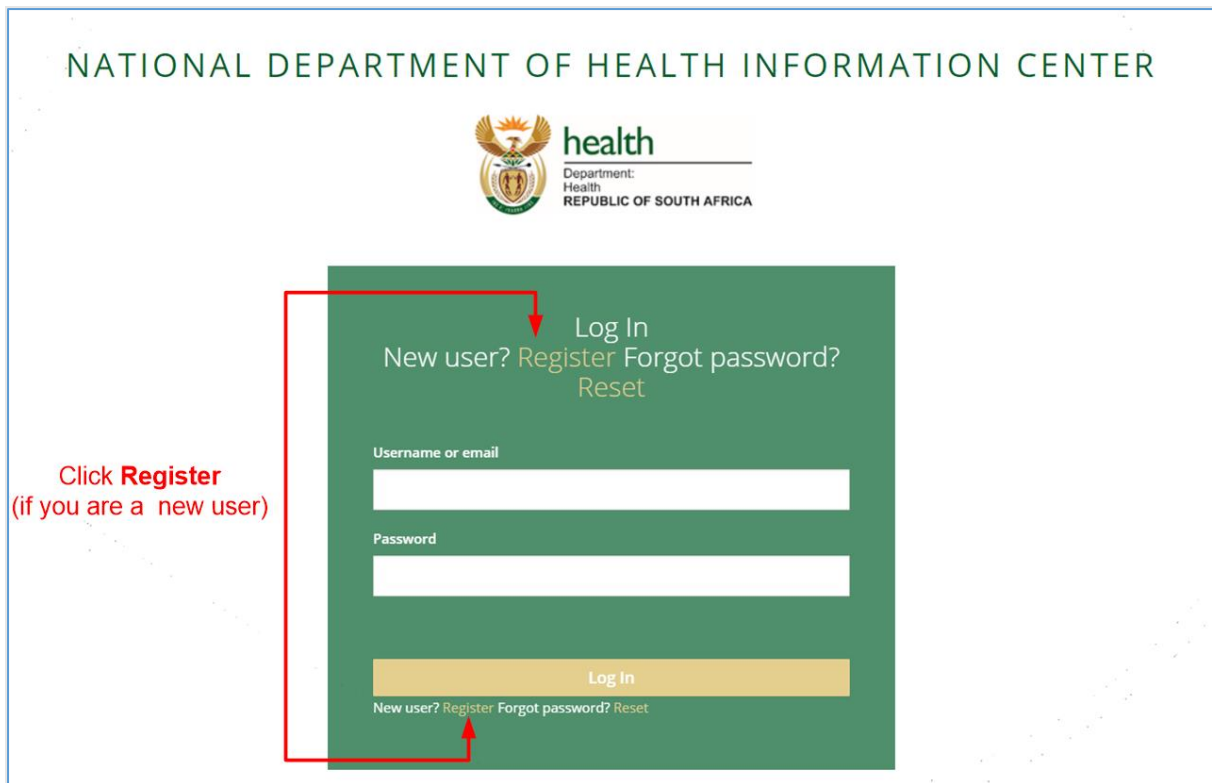 NATIONAL DEPARTMENT OF HEALTH INFORMATION CENTER
health
Department:
Health
REPUBLIC OF SOUTH AFRICA
Log In
New user? Register Forgot password?
Reset
Username or email
Click Register
(if you are a new user)
Password
Log In
New user? Register Forgot password? Reset